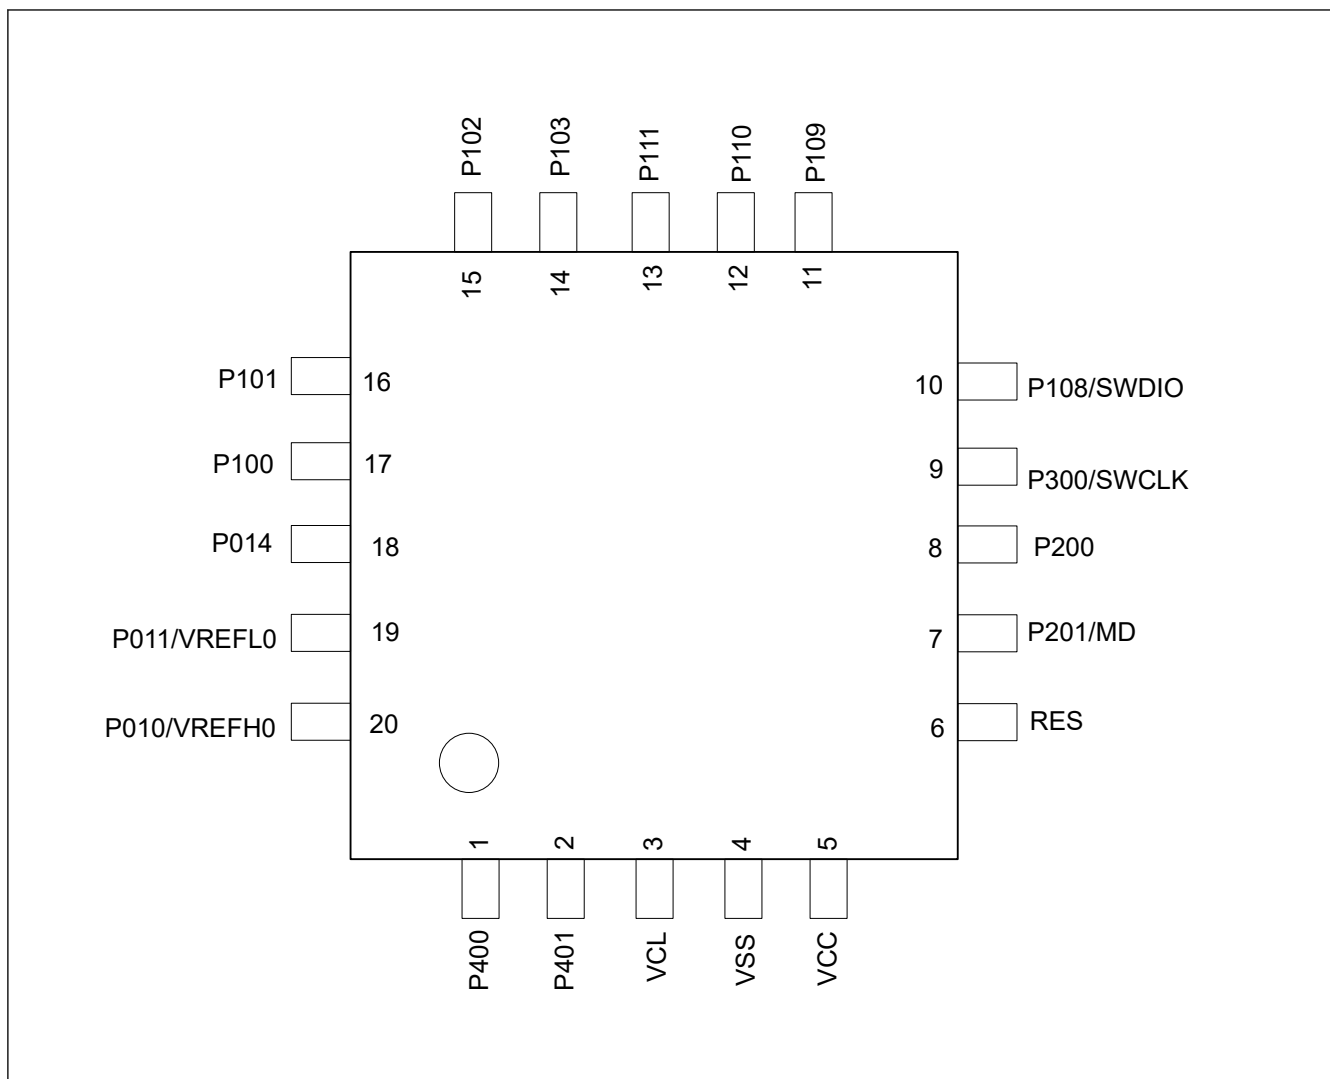 P102
P103
P111
P110
P109
15
14
13
12
11
P101
16
10
P108/SWDIO
P100
17
9
P300/SWCLK
P014
18
8
P200
P011/VREFL0
19
7
P201/MD
P010/VREFH0
20
6
RES
1
2
3
4
5
P400
P401
VCL
VSS
VCC